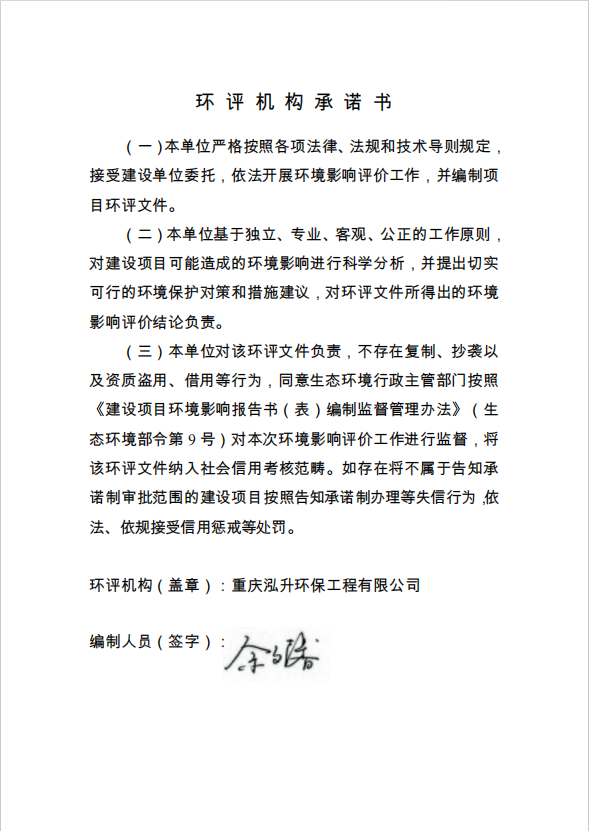 环评机构承诺书
（一）本单位严格按照各项法律、法规和技术导则规定，
接受建设单位委托，依法开展环境影响评价工作，并编制项
目环评文件。
（二）本单位基于独立、专业、客观、公正的工作原则，
对建设项目可能造成的环境影响进行科学分析，并提出切实
可行的环境保护对策和措施建议，对环评文件所得出的环境
影响评价结论负责。
（三）本单位对该环评文件负责，不存在复制、抄袭以
及资质盗用、借用等行为，同意生态环境行政主管部门按照
《建设项目环境影响报告书（表）编制监督管理办法》（生
态环境部令第 9 号）对本次环境影响评价工作进行监督，将
该环评文件纳入社会信用考核范畴。如存在将不属于告知承
诺制审批范围的建设项目按照告知承诺制办理等失信行为，依
法、依规接受信用惩戒等处罚。
环评机构（盖章）：重庆泓升环保工程有限公司
编制人员（签字）：